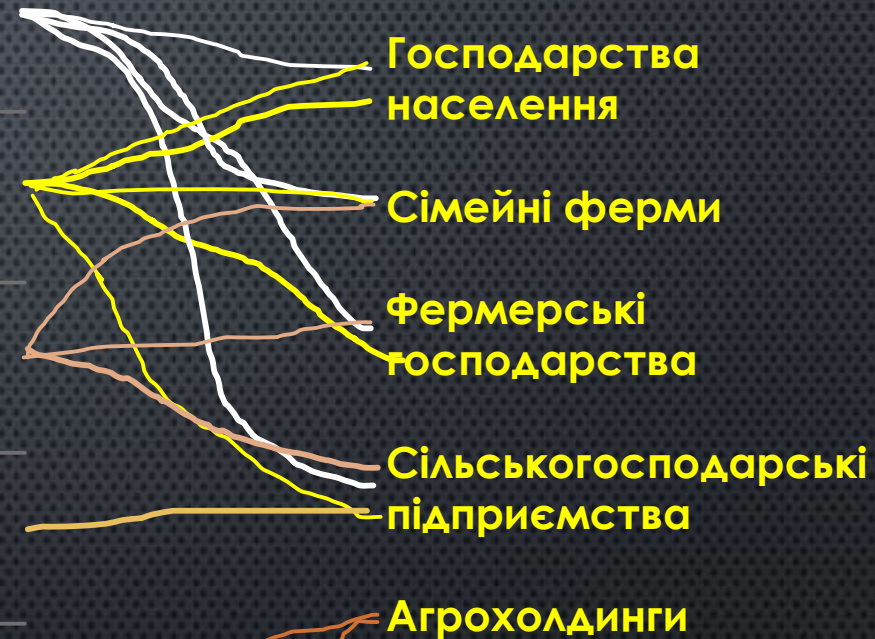 Господарства
населення
Сімейні ферми
Фермерські
господарства
Сільськогосподарські
підприємства
Агрохолдинги